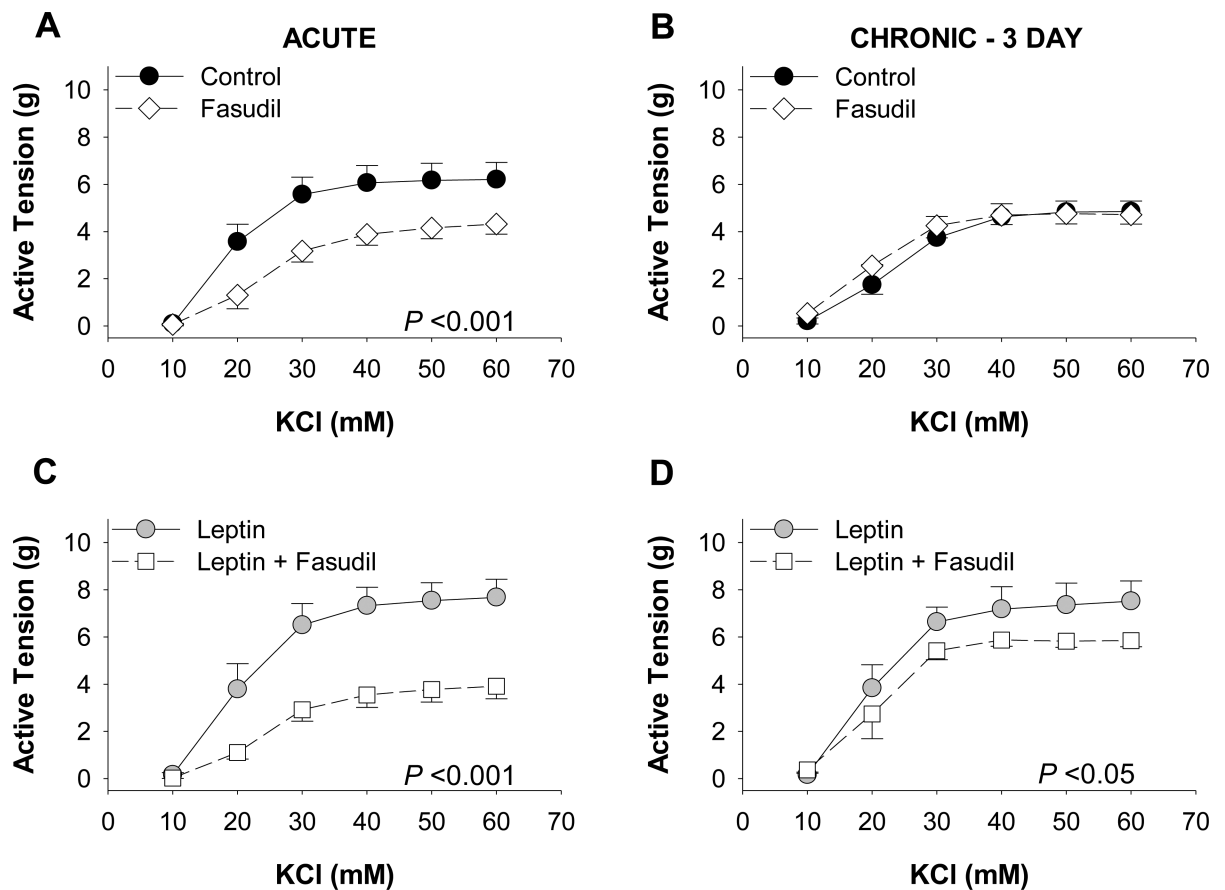 A
ACUTE
Control
Fasudil
Active Tension (g)
10
8
6
4
2
0
P <0.001
0 10 20 30 40 50 60 70
KCl (mM)
B
CHRONIC - 3 DAY
Control
Fasudil
Active Tension (g)
10
8
6
4
2
0
0 10 20 30 40 50 60 70
KCl (mM)
C
Leptin
Leptin + Fasudil
Active Tension (g)
10
8
6
4
2
0
P <0.001
0 10 20 30 40 50 60 70
KCl (mM)
D
Leptin
Leptin + Fasudil
Active Tension (g)
10
8
6
4
2
0
P <0.05
0 10 20 30 40 50 60 70
KCl (mM)